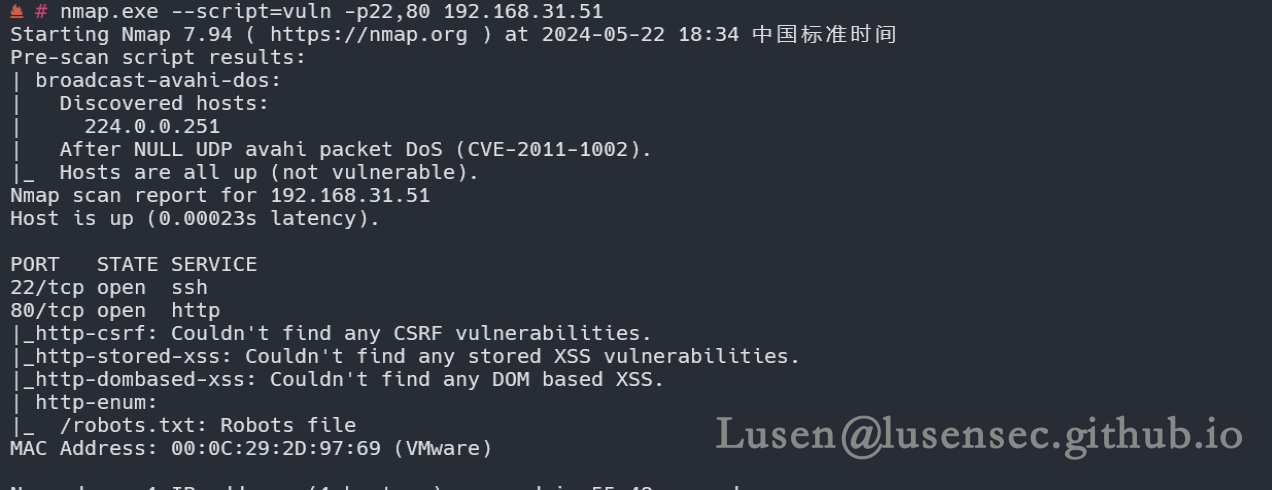 # nmap.exe --script=vuln -p22,80 192.168.31.51
Starting Nmap 7.94 ( https://nmap.org ) at 2024-05-22 18:34 中国标准时间
Pre-scan script results:
| broadcast-avahi-dos:
|   Discovered hosts:
|     224.0.0.251
|   After NULL UDP avahi packet DoS (CVE-2011-1002).
|_  Hosts are all up (not vulnerable).
Nmap scan report for 192.168.31.51
Host is up (0.00023s latency).
PORT   STATE SERVICE
22/tcp open  ssh
80/tcp open  http
|_http-csrf: Couldn't find any CSRF vulnerabilities.
|_http-stored-xss: Couldn't find any stored XSS vulnerabilities.
|_http-dombased-xss: Couldn't find any DOM based XSS.
| http-enum:
|_  /robots.txt: Robots file
MAC Address: 00:0C:29:2D:97:69 (VMware)
Lusen@lusensec.github.io